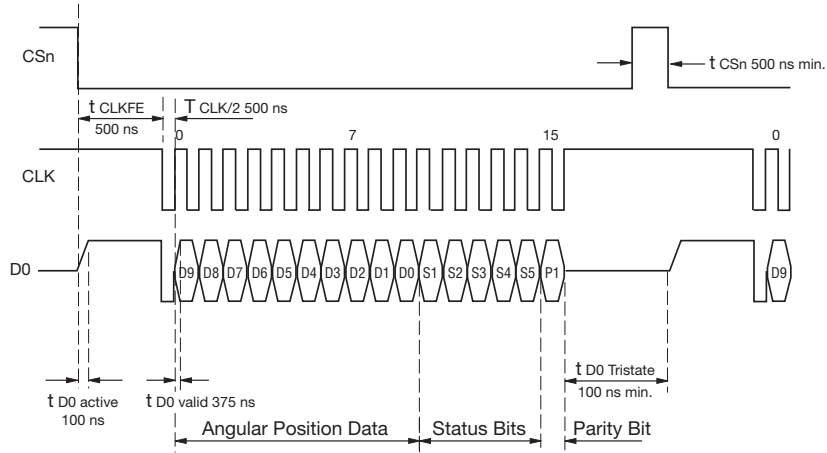 CSn
t CSn 500 ns min.
t CLKFE
500 ns
T CLK/2 500 ns
0
7
15
0
CLK
D0
D9
D8
D7
D6
D5
D4
D3
D2
D1
D0
S1
S2
S3
S4
S5
P1
D9
t D0 active
100 ns
t D0 valid 375 ns
t D0 Tristate
100 ns min.
Angular Position Data
Status Bits
Parity Bit